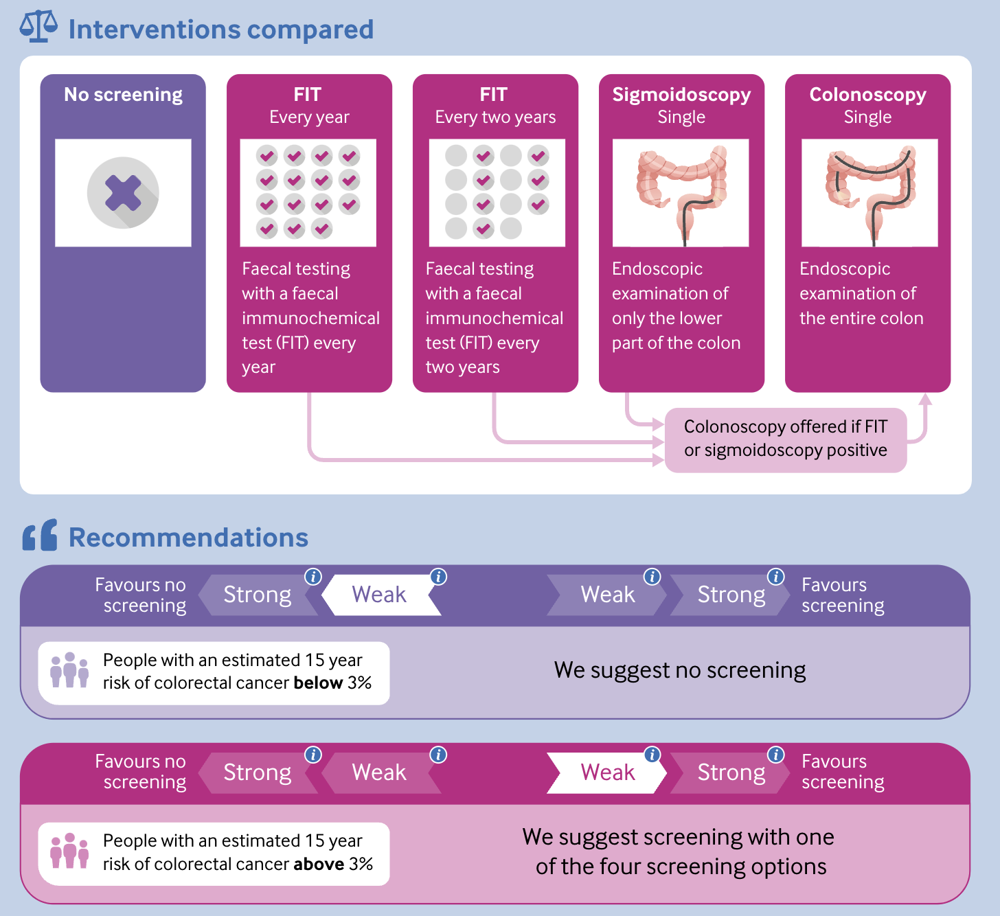 Interventions compared
No screening
FIT
Every year
Faecal testing
with a faecal
immunochemical
test (FIT) every
year
FIT
Every two years
Faecal testing
with a faecal
immunochemical
test (FIT) every
two years
Sigmoidoscopy
Single
Endoscopic
examination of
only the lower
part of the colon
Colonoscopy
Single
Endoscopic
examination of
the entire colon
Colonoscopy offered if FIT
or sigmoidoscopy positive
Recommendations
Favours no
screening
Strong
i
Weak
i
Weak
i
Strong
i
Favours
screening
People with an estimated 15 year
risk of colorectal cancer below 3%
We suggest no screening
Favours no
screening
Strong
i
Weak
i
Weak
i
Strong
i
Favours
screening
People with an estimated 15 year
risk of colorectal cancer above 3%
We suggest screening with one
of the four screening options